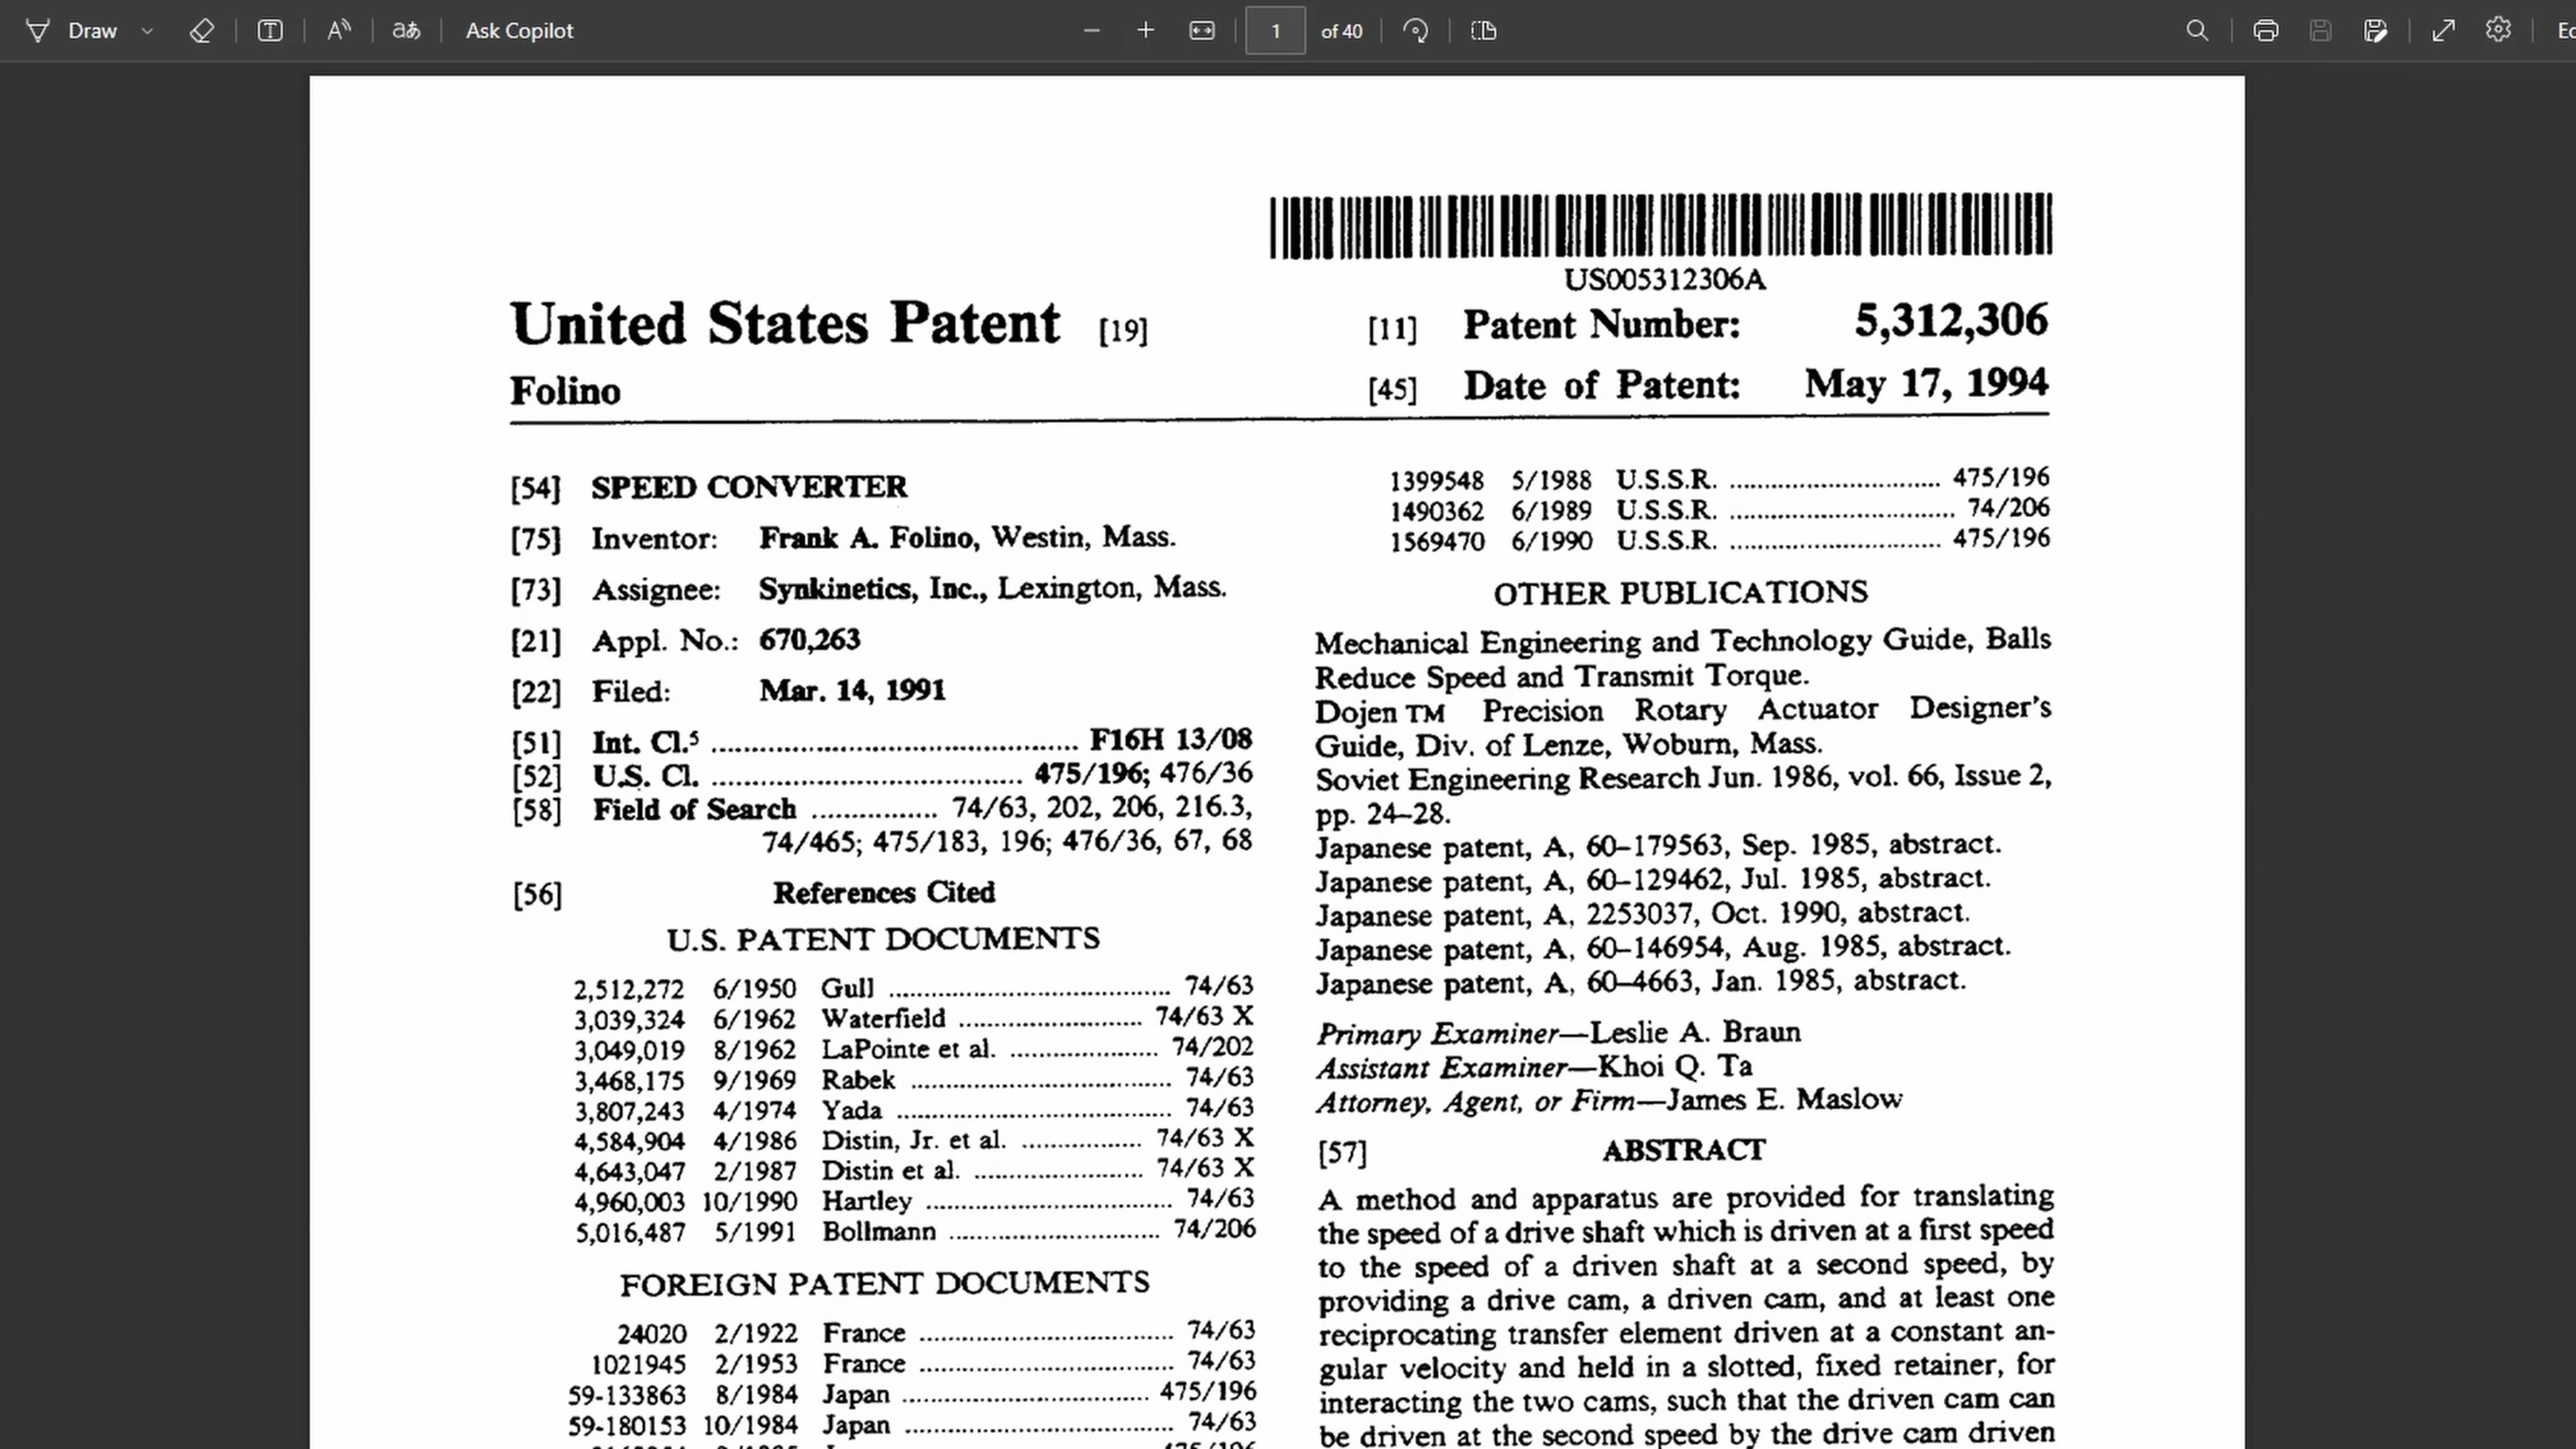 Draw
Ask Copilot
1 of 40
US005312306A
United States Patent [19]
Folino
[11] Patent Number: 5,312,306
[45] Date of Patent: May 17, 1994
[54] SPEED CONVERTER
[75] Inventor: Frank A. Folino, Westin, Mass.
[73] Assignee: Synkinetics, Inc., Lexington, Mass.
[21] Appl. No.: 670,263
[22] Filed: Mar. 14, 1991
[51] Int. Cl.⁵ ........ F16H 13/08
[52] U.S. Cl. ........ 475/196; 476/36
[58] Field of Search ........ 74/63, 202, 206, 216.3,
74/465; 475/183, 196; 476/36, 67, 68
[56] References Cited
U.S. PATENT DOCUMENTS
2,512,272 6/1950 Gull ........ 74/63
3,039,324 6/1962 Waterfield ........ 74/63 X
3,049,019 8/1962 LaPointe et al. ........ 74/202
3,468,175 9/1969 Rabek ........ 74/63
3,807,243 4/1974 Yada ........ 74/63
4,584,904 4/1986 Distin, Jr. et al. ........ 74/63 X
4,643,047 2/1987 Distin et al. ........ 74/63 X
4,960,003 10/1990 Hartley ........ 74/63
5,016,487 5/1991 Bollmann ........ 74/206
FOREIGN PATENT DOCUMENTS
24020 2/1922 France ........ 74/63
1021945 2/1953 France ........ 74/63
59-133863 8/1984 Japan ........ 475/196
59-180153 10/1984 Japan ........ 74/63
1399548 5/1988 U.S.S.R. ........ 475/196
1490362 6/1989 U.S.S.R. ........ 74/206
1569470 6/1990 U.S.S.R. ........ 475/196
OTHER PUBLICATIONS
Mechanical Engineering and Technology Guide, Balls
Reduce Speed and Transmit Torque.
Dojen TM Precision Rotary Actuator Designer's
Guide, Div. of Lenze, Woburn, Mass.
Soviet Engineering Research Jun. 1986, vol. 66, Issue 2,
pp. 24–28.
Japanese patent, A, 60–179563, Sep. 1985, abstract.
Japanese patent, A, 60–129462, Jul. 1985, abstract.
Japanese patent, A, 2253037, Oct. 1990, abstract.
Japanese patent, A, 60–146954, Aug. 1985, abstract.
Japanese patent, A, 60–4663, Jan. 1985, abstract.
Primary Examiner—Leslie A. Braun
Assistant Examiner—Khoi Q. Ta
Attorney, Agent, or Firm—James E. Maslow
[57] ABSTRACT
A method and apparatus are provided for translating
the speed of a drive shaft which is driven at a first speed
to the speed of a driven shaft at a second speed, by
providing a drive cam, a driven cam, and at least one
reciprocating transfer element driven at a constant an-
gular velocity and held in a slotted, fixed retainer, for
interacting the two cams, such that the driven cam can
be driven at the second speed by the drive cam driven